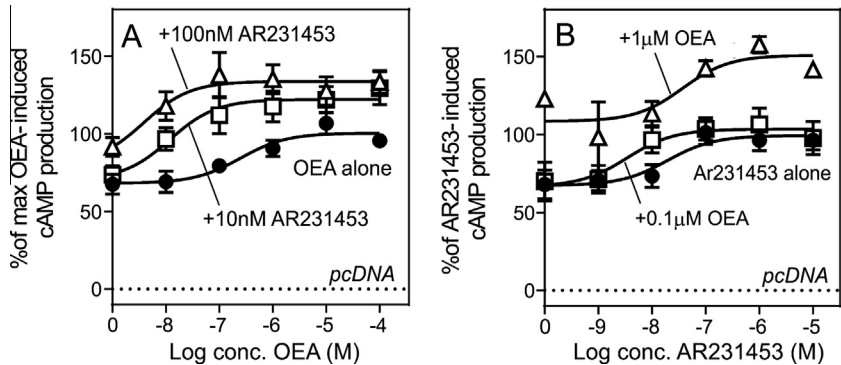 A
+100nM AR231453
150
100
50
0
%of max OEA- induced
cAMP production
OEA alone
+10nM AR231453
pcDNA
0 -8 -7 -6 -5 -4
Log conc. OEA (M)
B
+1µM OEA
150
100
50
0
%of AR231453-induced
cAMP production
Ar231453 alone
+0.1µM OEA
pcDNA
0 -9 -8 -7 -6 -5
Log conc. AR231453 (M)